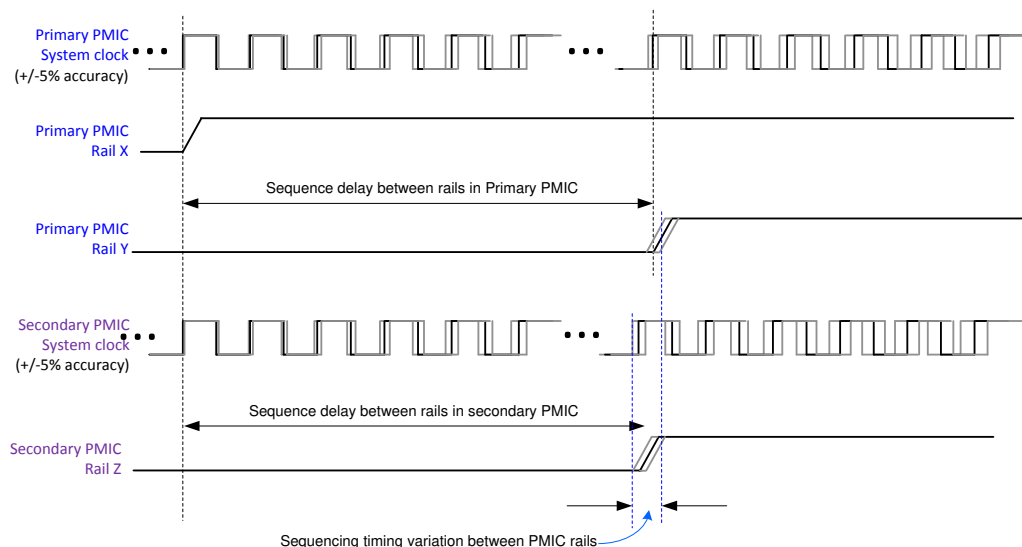 Primary PMIC
System clock
(+/-5% accuracy)
Primary PMIC
Rail X
Sequence delay between rails in Primary PMIC
Primary PMIC
Rail Y
Secondary PMIC
System clock
(+/-5% accuracy)
Sequence delay between rails in secondary PMIC
Secondary PMIC
Rail Z
Sequencing timing variation between PMIC rails